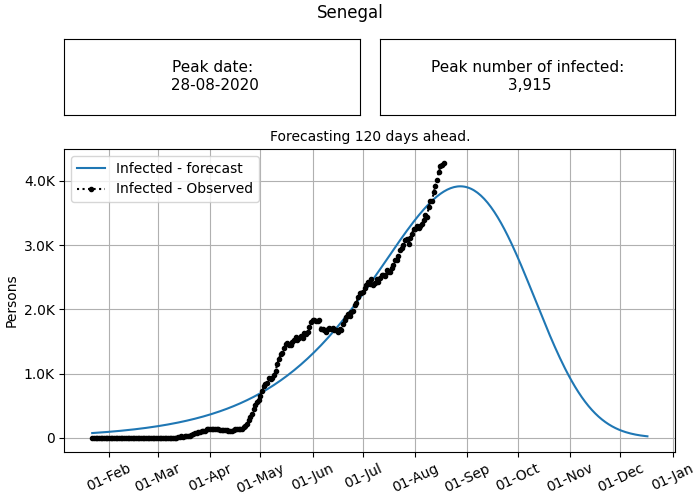 Senegal
Peak date:
28-08-2020
Peak number of infected:
3,915
Forecasting 120 days ahead.
Infected - forecast
Infected - Observed
Persons
4.0K
3.0K
2.0K
1.0K
0
01-Feb
01-Mar
01-Apr
01-May
01-Jun
01-Jul
01-Aug
01-Sep
01-Oct
01-Nov
01-Dec
01-Jan